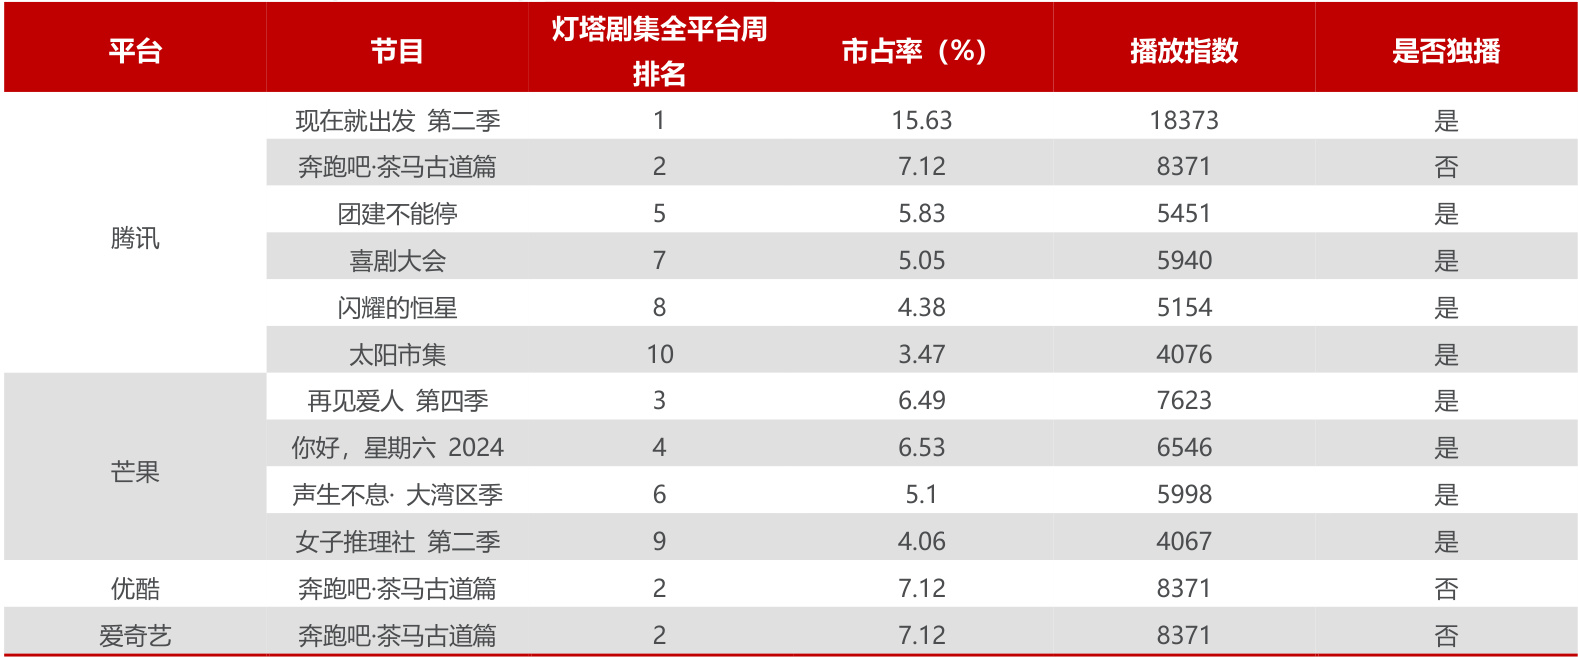 平台 节目 灯塔剧集全平台周排名 市占率（%） 播放指数 是否独播
腾讯 现在就出发 第二季 1 15.63 18373 是
奔跑吧·茶马古道篇 2 7.12 8371 否
团建不能停 5 5.83 5451 是
喜剧大会 7 5.05 5940 是
闪耀的恒星 8 4.38 5154 是
太阳市集 10 3.47 4076 是
芒果 再见爱人 第四季 3 6.49 7623 是
你好，星期六 2024 4 6.53 6546 是
声生不息· 大湾区季 6 5.1 5998 是
女子推理社 第二季 9 4.06 4067 是
优酷 奔跑吧·茶马古道篇 2 7.12 8371 否
爱奇艺 奔跑吧·茶马古道篇 2 7.12 8371 否